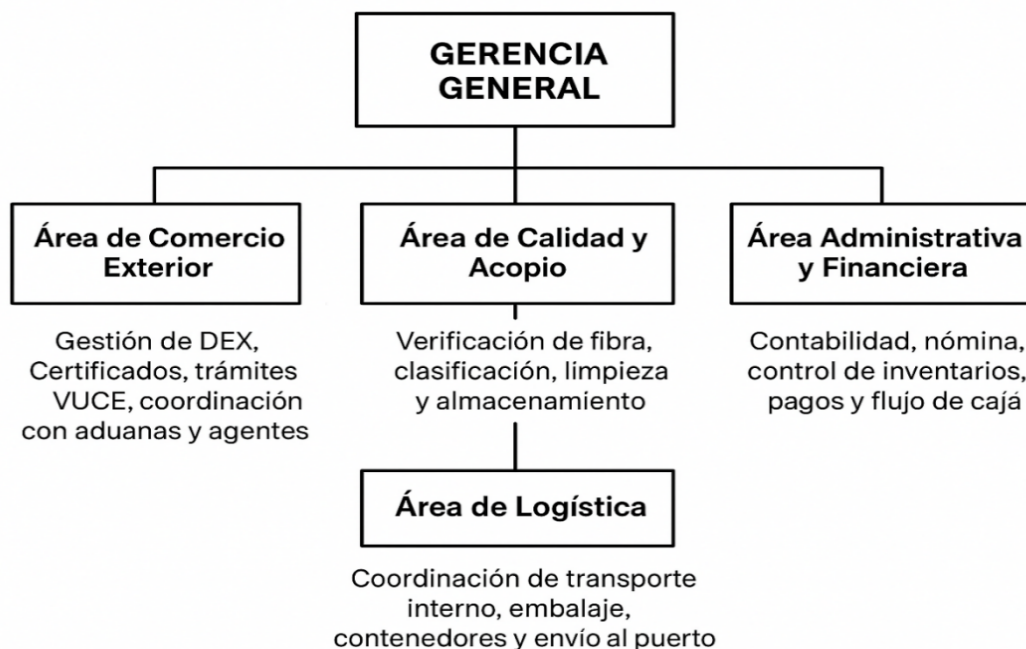 GERENCIA
GENERAL
Área de Comercio
Exterior
Gestión de DEX,
Certificados, trámites
VUCE, coordinación
con aduanas y agentes
Área de Calidad y
Acopio
Verificación de fibra,
clasificación, limpieza
y almacenamiento
Área Administrativa
y Financiera
Contabilidad, nómina,
control de inventarios,
pagos y flujo de cajá
Área de Logística
Coordinación de transporte
interno, embalaje,
contenedores y envío al puerto